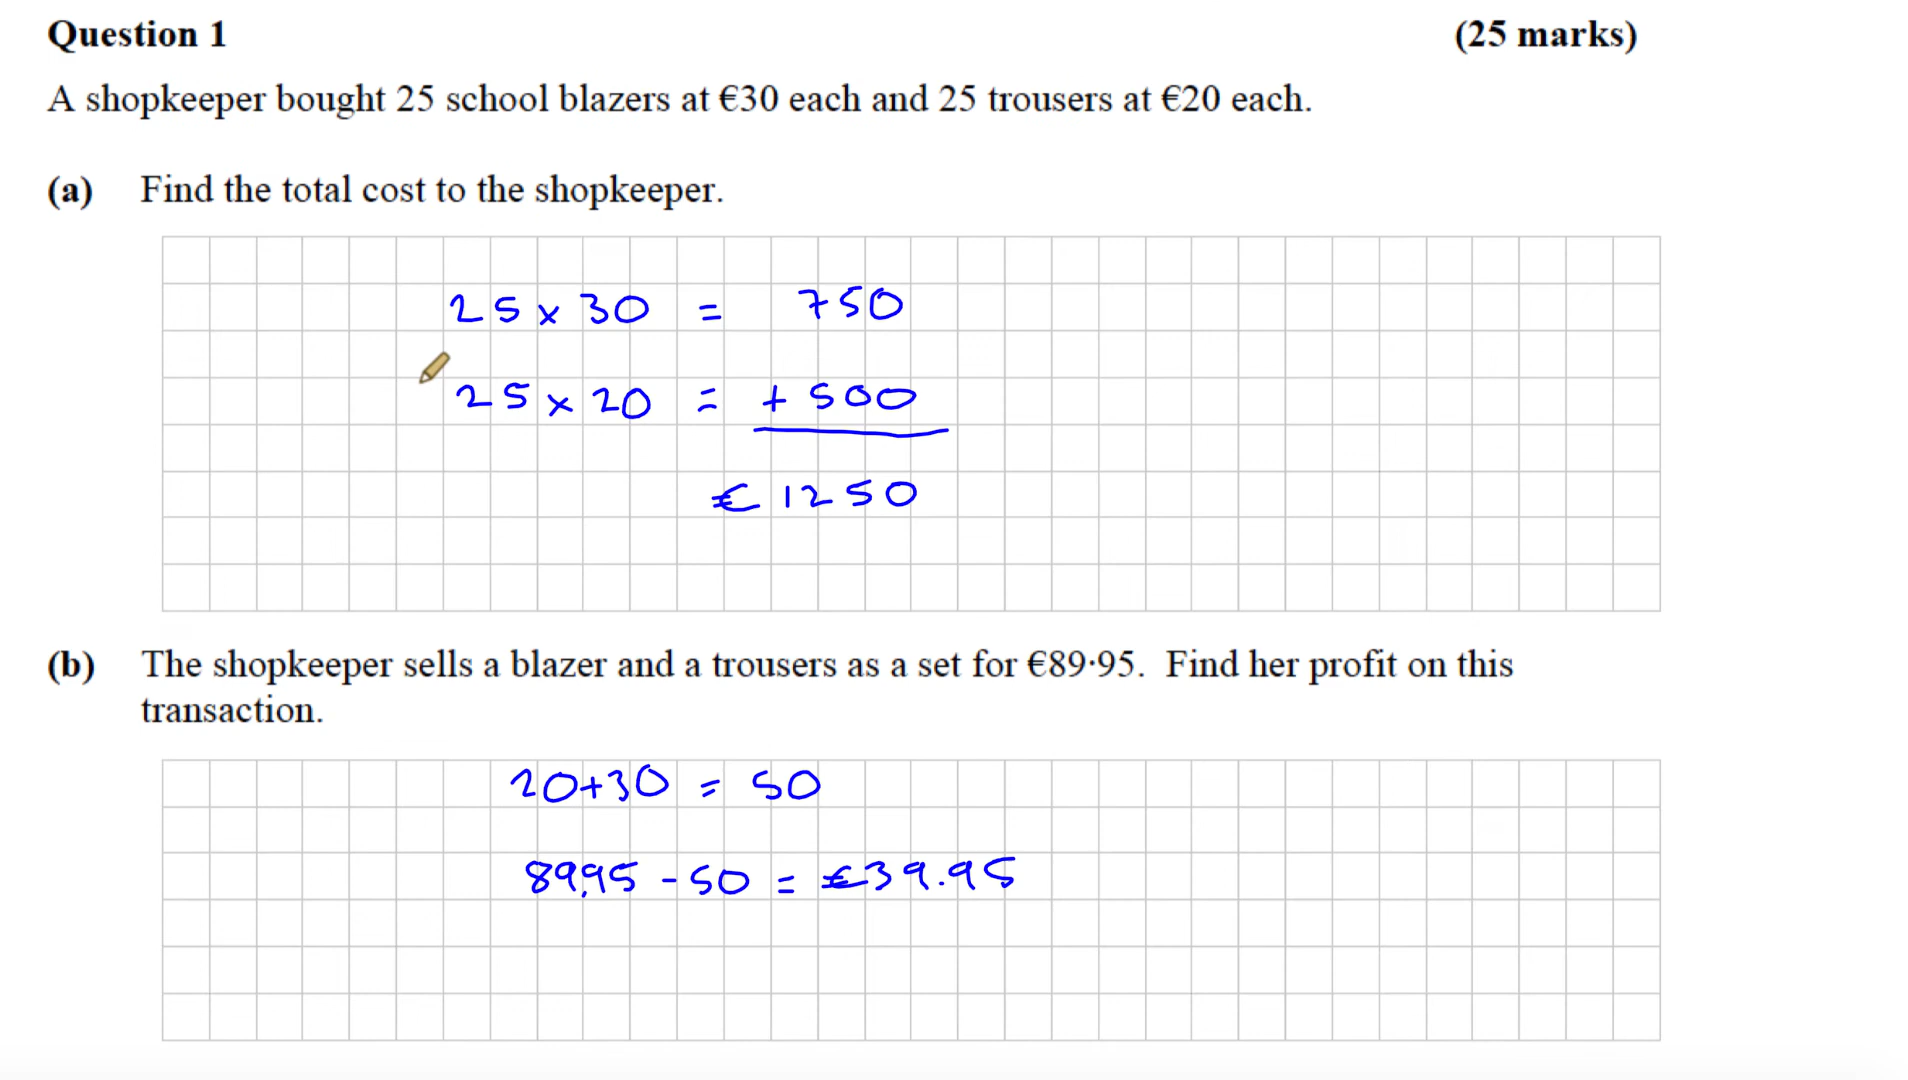 Question 1 (25 marks)
A shopkeeper bought 25 school blazers at €30 each and 25 trousers at €20 each.
(a) Find the total cost to the shopkeeper.
25 x 30 = 750
25 x 20 = + 500
€ 1250
(b) The shopkeeper sells a blazer and a trousers as a set for €89·95. Find her profit on this
transaction.
20+30 = 50
89.95 - 50 = €39.95